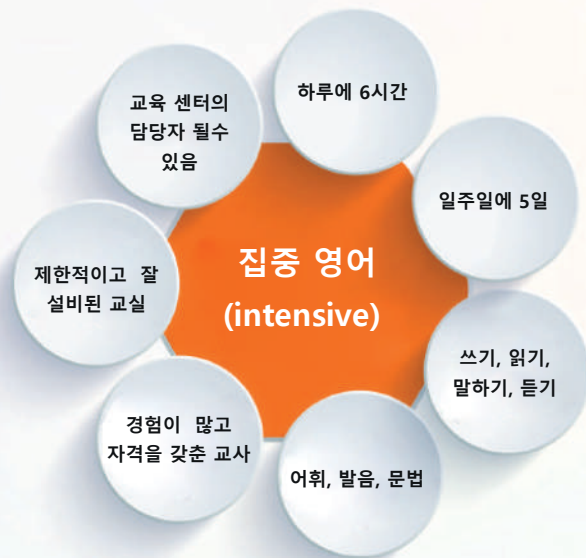 집중 영어
(intensive)
하루에 6시간
일주일에 5일
쓰기, 읽기,
말하기, 듣기
어휘, 발음, 문법
경험이 많고
자격을 갖춘 교사
제한적이고 잘
설비된 교실
교육 센터의
담당자 될수
있음